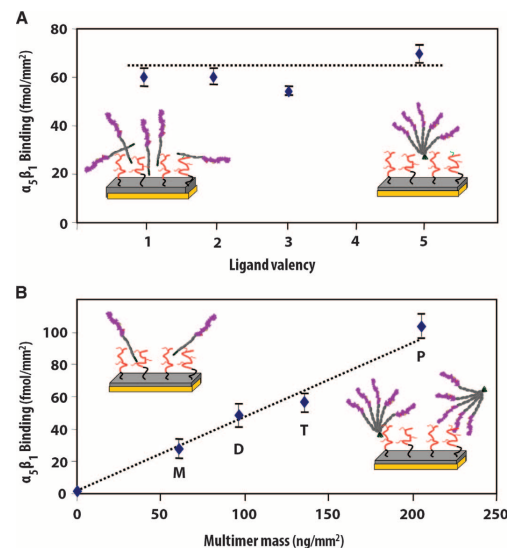 A
α5β1 Binding (fmol/mm²)
80
60
40
20
0
1 2 3 4 5
Ligand valency
B
α5β1 Binding (fmol/mm²)
100
80
60
40
20
0
M
D
T
P
0 50 100 150 200 250
Multimer mass (ng/mm²)